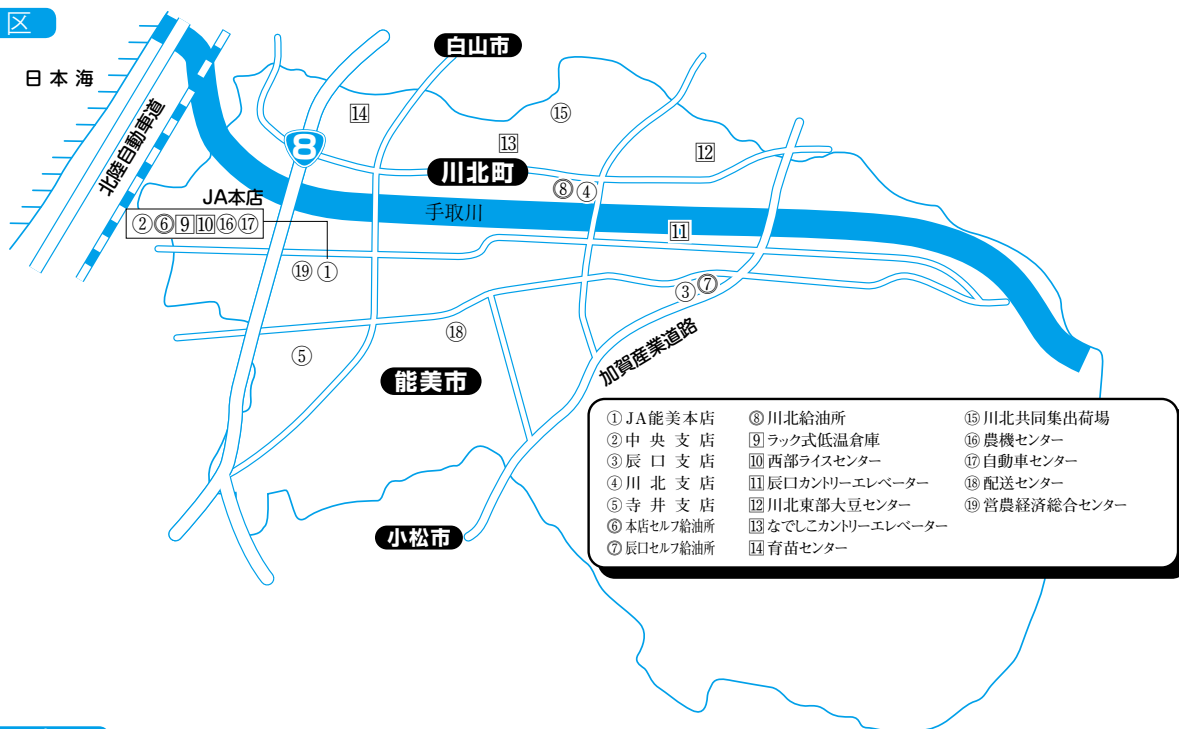 区
白山市
日本海
北陸自動車道
14
⑮
8
13
12
川北町
⑧④
JA本店
手取川
②⑥9 10⑯⑰
11
⑲①
③⑦
⑱
⑤
加賀産業道路
能美市
小松市
①JA能美本店
②中央支店
③辰口支店
④川北支店
⑤寺井支店
⑥本店セルフ給油所
⑦辰口セルフ給油所
⑧川北給油所
9ラック式低温倉庫
10西部ライスセンター
11辰口カントリーエレベーター
12川北東部大豆センター
13なでしこカントリーエレベーター
14育苗センター
⑮川北共同集出荷場
⑯農機センター
⑰自動車センター
⑱配送センター
⑲営農経済総合センター